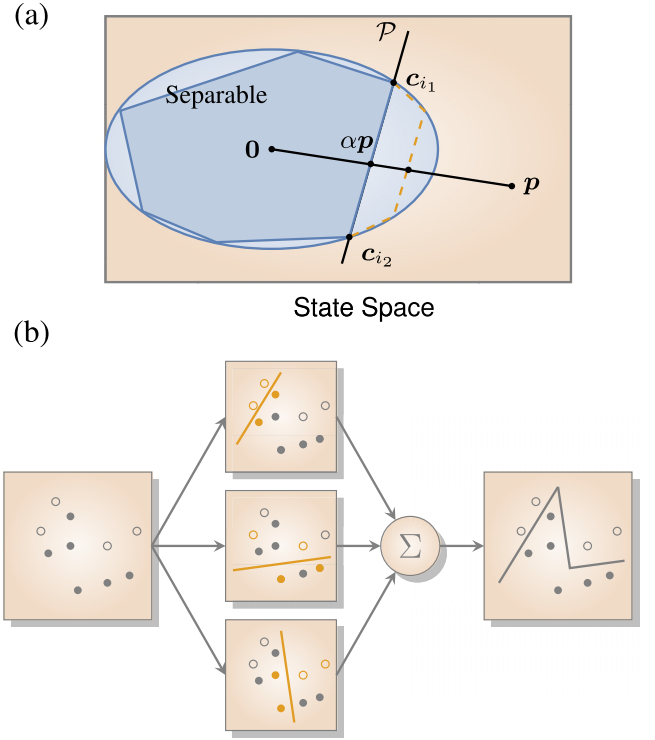 (a)
𝒫
c_{i_1}
Separable
αp
0
p
c_{i_2}
State Space
(b)
Σ